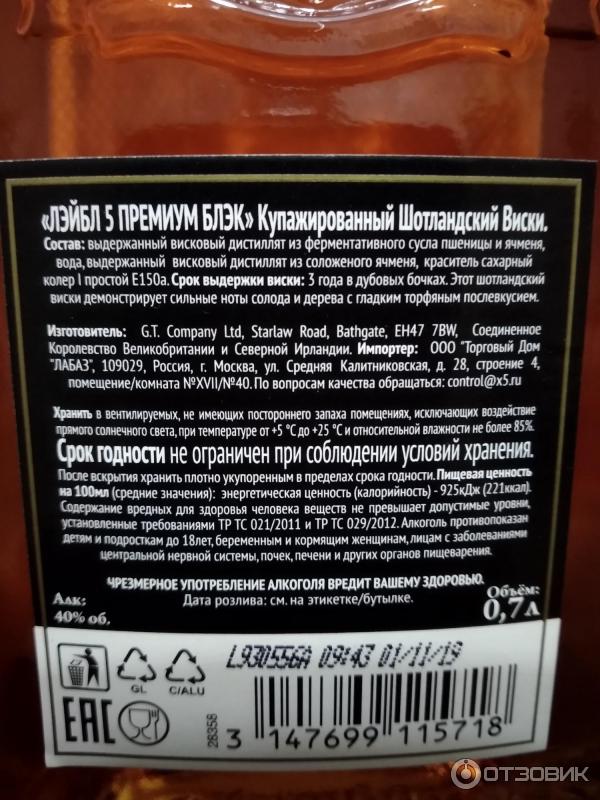 «ЛЭЙБЛ 5 ПРЕМИУМ БЛЭК» Купажированный Шотландский Виски.
Состав: выдержанный висковый дистиллят из ферментативного сусла пшеницы и ячменя,
вода, выдержанный висковый дистиллят из соложеного ячменя, краситель сахарный
колер I простой Е150а. Срок выдержки виски: 3 года в дубовых бочках. Этот шотландский
виски демонстрирует сильные ноты солода и дерева с гладким торфяным послевкусием.
Изготовитель: G.T. Company Ltd, Starlaw Road, Bathgate, EH47 7BW, Соединенное
Королевство Великобритании и Северной Ирландии. Импортер: ООО "Торговый Дом
"ЛАБАЗ", 109029, Россия, г. Москва, ул. Средняя Калитниковская, д. 28, строение 4,
помещение/комната №XVII/№40. По вопросам качества обращаться: control@x5.ru
Хранить в вентилируемых, не имеющих постороннего запаха помещениях, исключающих воздействие
прямого солнечного света, при температуре от +5 °С до +25 °С и относительной влажности не более 85%.
Срок годности не ограничен при соблюдении условий хранения.
После вскрытия хранить плотно укупоренным в пределах срока годности. Пищевая ценность
на 100мл (средние значения): энергетическая ценность (калорийность) - 925кДж (221ккал).
Содержание вредных для здоровья человека веществ не превышает допустимые уровни,
установленные требованиями ТР ТС 021/2011 и ТР ТС 029/2012. Алкоголь противопоказан
детям и подросткам до 18лет, беременным и кормящим женщинам, лицам с заболеваниями
центральной нервной системы, почек, печени и других органов пищеварения.
ЧРЕЗМЕРНОЕ УПОТРЕБЛЕНИЕ АЛКОГОЛЯ ВРЕДИТ ВАШЕМУ ЗДОРОВЬЮ.
Алк:
40% об.
Дата розлива: см. на этикетке/бутылке.
Объём:
0,7л
L930556A 09:43 01/11/19
GL
C/ALU
EAC
28358
3 147699 115718
ОТЗОВИК